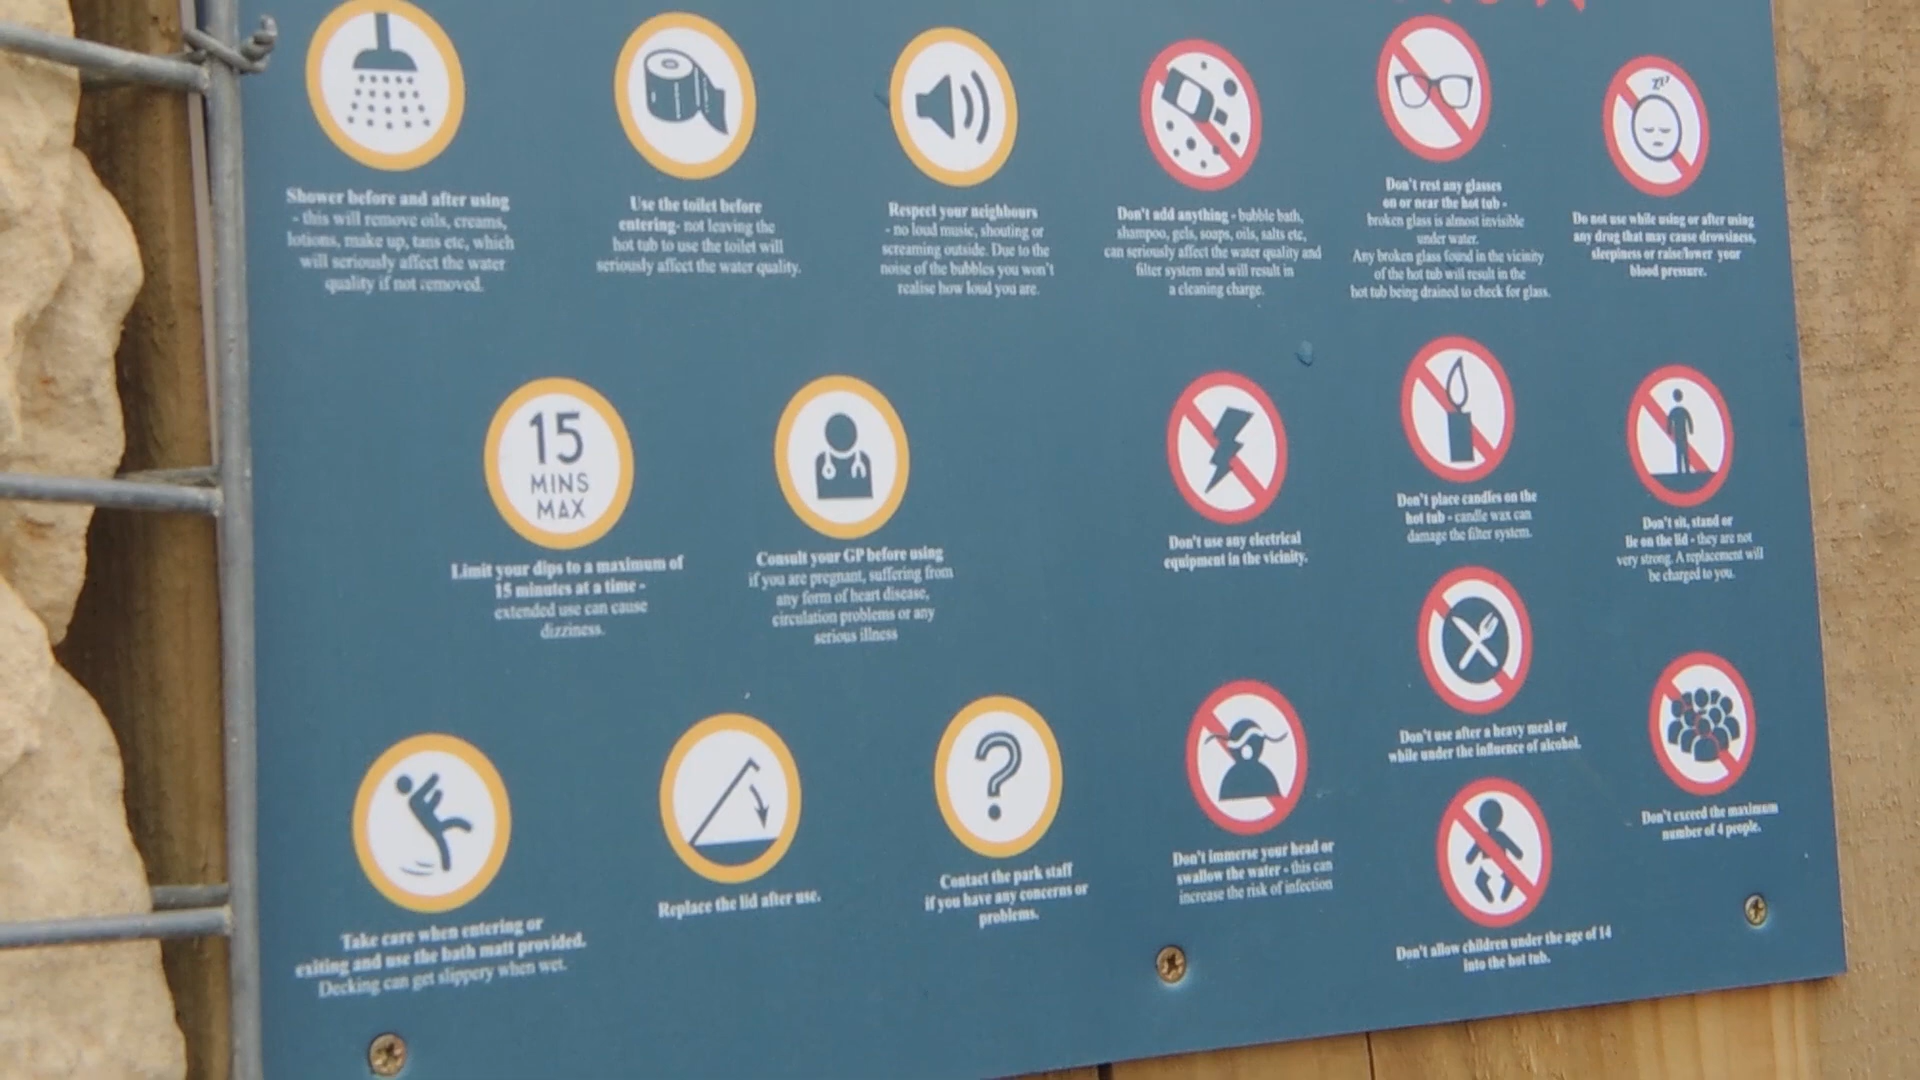 Shower before and after using
- this will remove oils, creams,
lotions, make up, tans etc, which
will seriously affect the water
quality if not removed.
Use the toilet before
entering- not leaving the
hot tub to use the toilet will
seriously affect the water quality.
Respect your neighbours
- no loud music, shouting or
screaming outside. Due to the
noise of the bubbles you won't
realise how loud you are.
Don't add anything - bubble bath,
shampoo, gels, soaps, oils, salts etc,
can seriously affect the water quality and
filter system and will result in
a cleaning charge.
Don't rest any glasses
on or near the hot tub -
broken glass is almost invisible
under water.
Any broken glass found in the vicinity
of the hot tub will result in the
hot tub being drained to check for glass.
zzz
Do not use while using or after using
any drug that may cause drowsiness,
sleepiness or raise/lower your
blood pressure.
15
MINS
MAX
Limit your dips to a maximum of
15 minutes at a time -
extended use can cause
dizziness.
Consult your GP before using
if you are pregnant, suffering from
any form of heart disease,
circulation problems or any
serious illness
Don't use any electrical
equipment in the vicinity.
Don't place candles on the
hot tub - candle wax can
damage the filter system.
Don't sit, stand or
lie on the lid - they are not
very strong. A replacement will
be charged to you.
Don't use after a heavy meal or
while under the influence of alcohol.
Take care when entering or
exiting and use the bath matt provided.
Decking can get slippery when wet.
Replace the lid after use.
?
Contact the park staff
if you have any concerns or
problems.
Don't immerse your head or
swallow the water - this can
increase the risk of infection
Don't allow children under the age of 14
into the hot tub.
Don't exceed the maximum
number of 4 people.